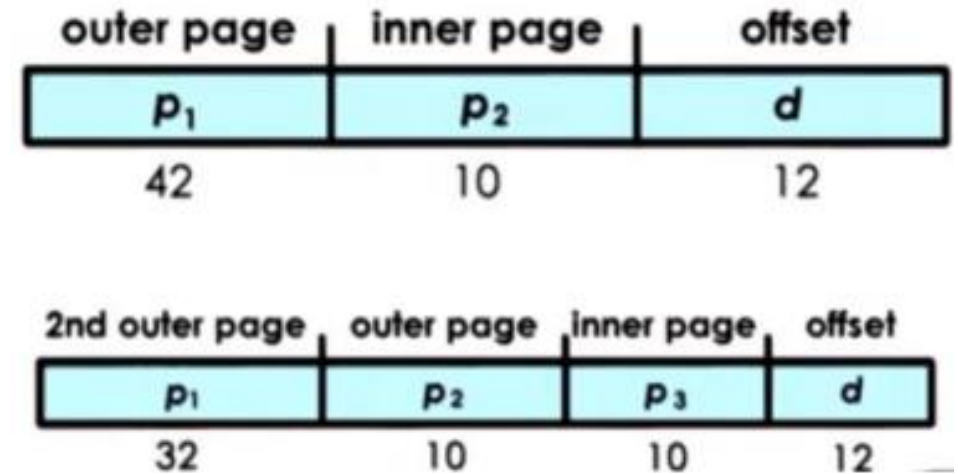 outer page inner page offset
p₁ p₂ d
42 10 12
2nd outer page outer page inner page offset
p₁ p₂ p₃ d
32 10 10 12